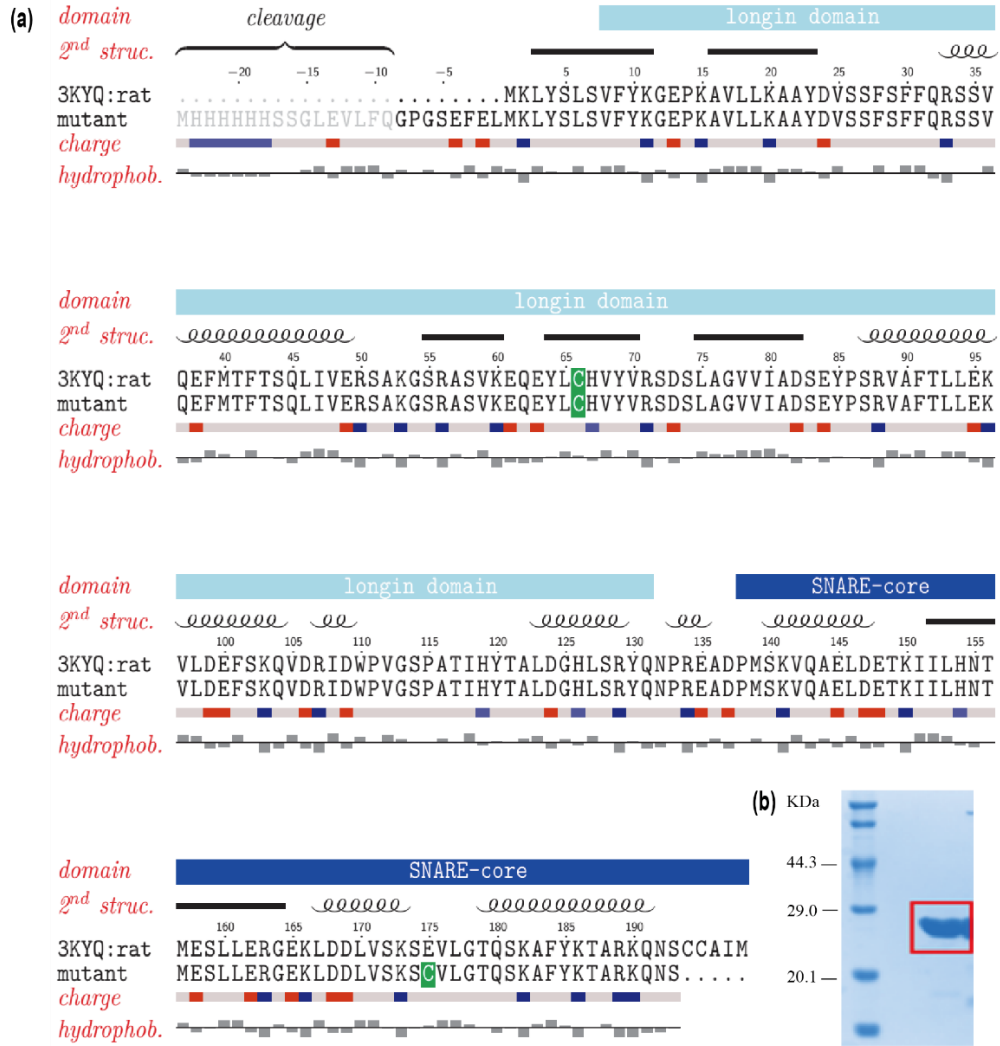 (a)
domain cleavage longin domain
2nd struc.
−20 −15 −10 −5 5 10 15 20 25 30 35
3KYQ:rat ........................MKLYSLSVFYKGEPKAVLLKAAYDVSSFSFFQRSSV
mutant MHHHHHHSSGLEVLFQGPGSEFELMKLYSLSVFYKGEPKAVLLKAAYDVSSFSFFQRSSV
charge
hydrophob.
domain longin domain
2nd struc.
40 45 50 55 60 65 70 75 80 85 90 95
3KYQ:rat QEFMTFTSQLIVERSAKGSRASVKEQEYLCHVYVRSDSLAGVVIADSEYPSRVAFTLLEK
mutant QEFMTFTSQLIVERSAKGSRASVKEQEYLCHVYVRSDSLAGVVIADSEYPSRVAFTLLEK
charge
hydrophob.
domain longin domain SNARE-core
2nd struc.
100 105 110 115 120 125 130 135 140 145 150 155
3KYQ:rat VLDEFSKQVDRIDWPVGSPATIHYTALDGHLSRYQNPREADPMSKVQAELDETKIILHNT
mutant VLDEFSKQVDRIDWPVGSPATIHYTALDGHLSRYQNPREADPMSKVQAELDETKIILHNT
charge
hydrophob.
domain SNARE-core
2nd struc.
160 165 170 175 180 185 190
3KYQ:rat MESLLERGEKLDDLVSKSEVLGTQSKAFYKTARKQNSCCAIM
mutant MESLLERGEKLDDLVSKSCVLGTQSKAFYKTARKQNS.....
charge
hydrophob.
(b) KDa
44.3
29.0
20.1